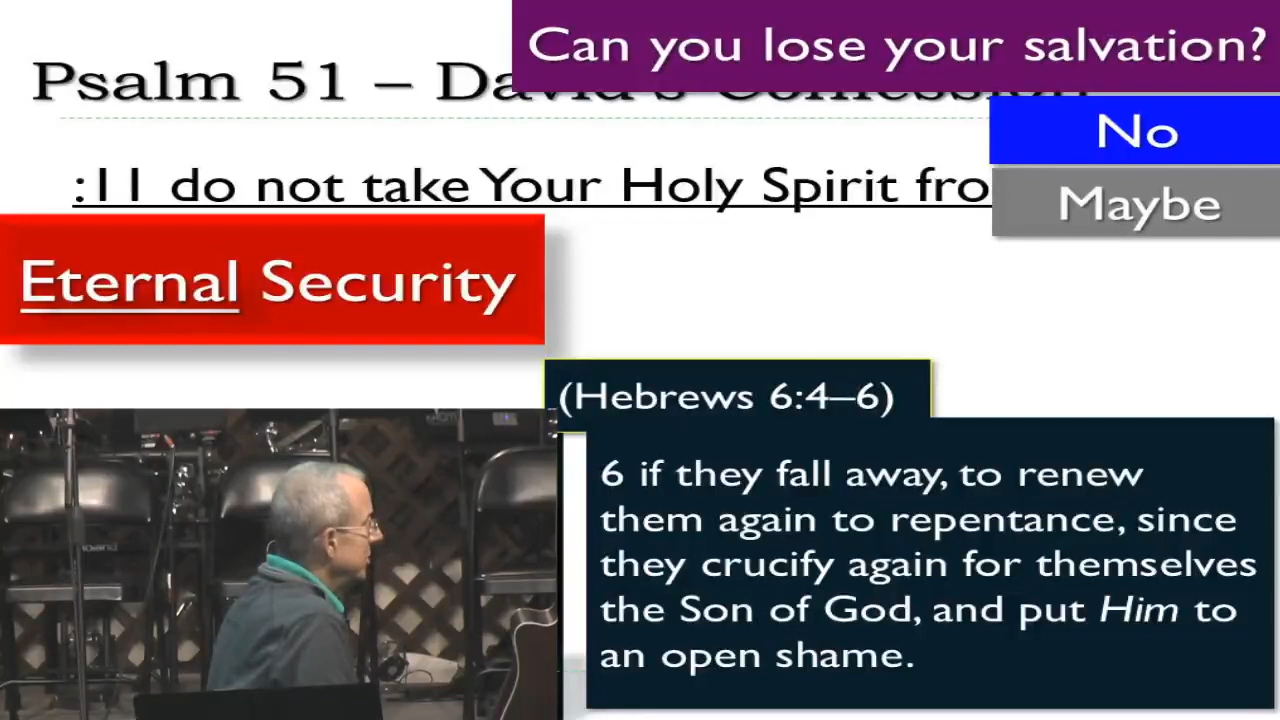 Can you lose your salvation?
Psalm 51 – David's Confession
No
:11 do not take Your Holy Spirit fro
Maybe
Eternal Security
(Hebrews 6:4–6)
6 if they fall away, to renew
them again to repentance, since
they crucify again for themselves
the Son of God, and put Him to
an open shame.